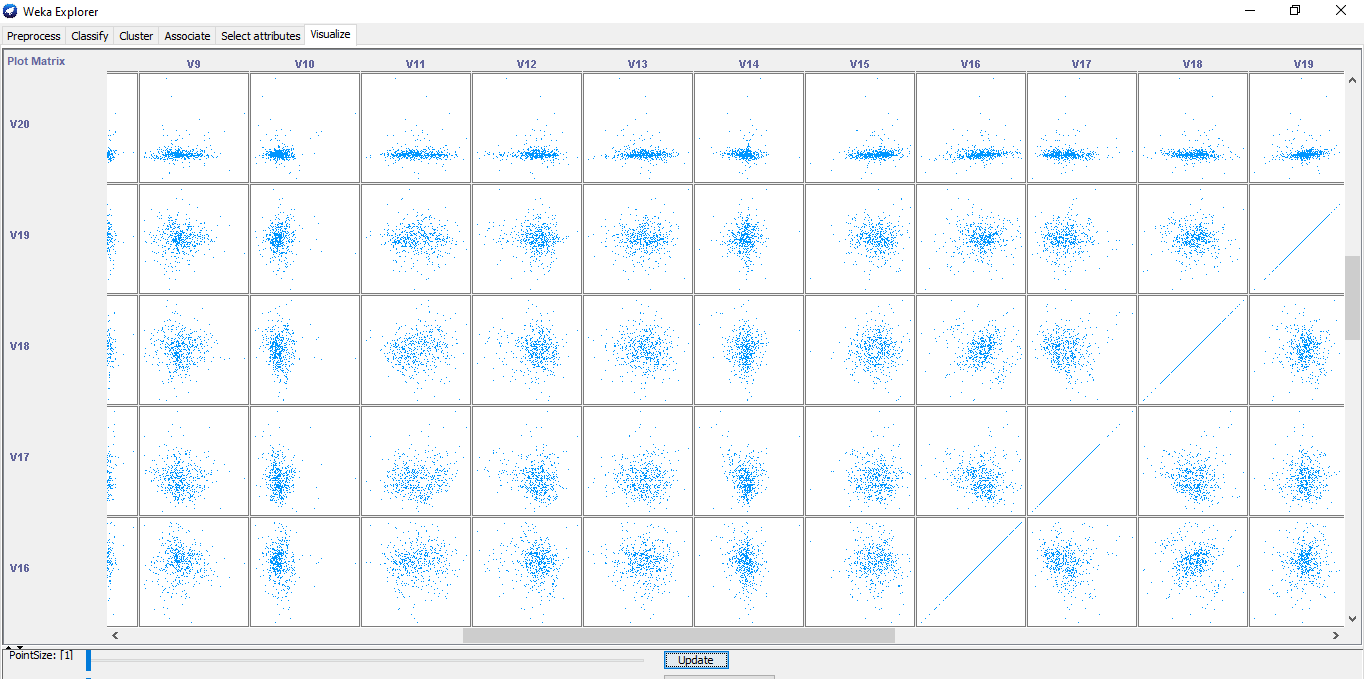 Weka Explorer
Preprocess Classify Cluster Associate Select attributes Visualize
Plot Matrix V9 V10 V11 V12 V13 V14 V15 V16 V17 V18 V19
V20
V19
V18
V17
V16
PointSize: [1] Update